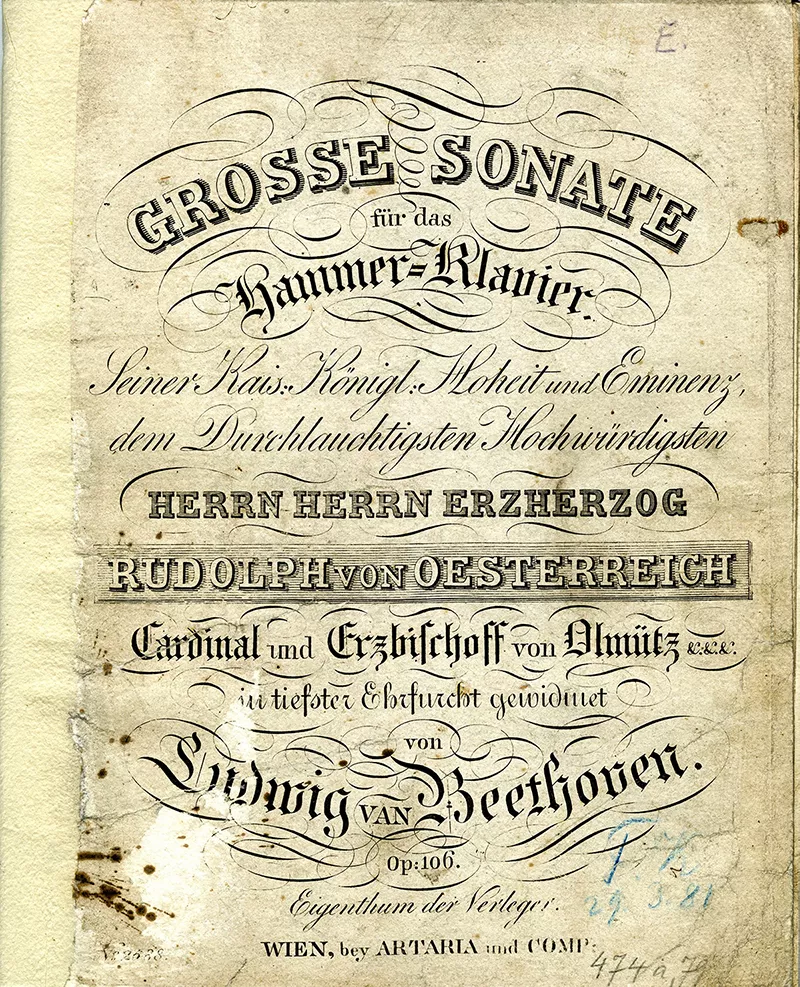 E.
GROSSE SONATE
für das
Hammer=Klavier.
Seiner Kais: Königl: Hoheit und Eminenz,
dem Durchlauchtigsten Hochwürdigsten
HERRN HERRN ERZHERZOG
RUDOLPH VON OESTERREICH
Cardinal und Erzbischoff von Olmütz &.&.&.
in tiefster Ehrfurcht gewidmet
von
Ludwig VAN Beethoven.
Op: 106.
Eigenthum der Verleger.
29 3. 81
WIEN, bey ARTARIA und COMP:
474 a, 7